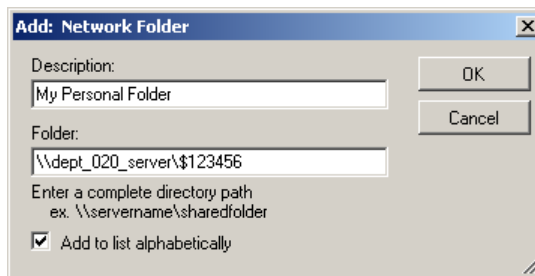 Add: Network Folder
Description:
My Personal Folder
OK
Cancel
Folder:
\\dept_020_server\$123456
Enter a complete directory path
ex. \\servername\sharedfolder
Add to list alphabetically